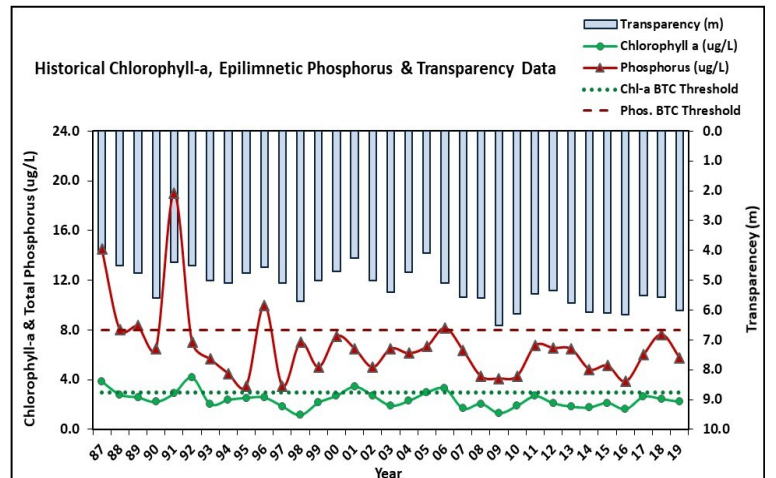 Transparency (m)
Chlorophyll a (ug/L)
Phosphorus (ug/L)
Chl-a BTC Threshold
Phos. BTC Threshold
Historical Chlorophyll-a, Epilimnetic Phosphorus & Transparency Data
Chlorophyll-a & Total Phosphorus (ug/L)
24.0
20.0
16.0
12.0
8.0
4.0
0.0
0.0
1.0
2.0
3.0
4.0
5.0
6.0
7.0
8.0
9.0
10.0
Transparencey (m)
87 88 89 90 91 92 93 94 95 96 97 98 99 00 01 02 03 04 05 06 07 08 09 10 11 12 13 14 15 16 17 18 19
Year